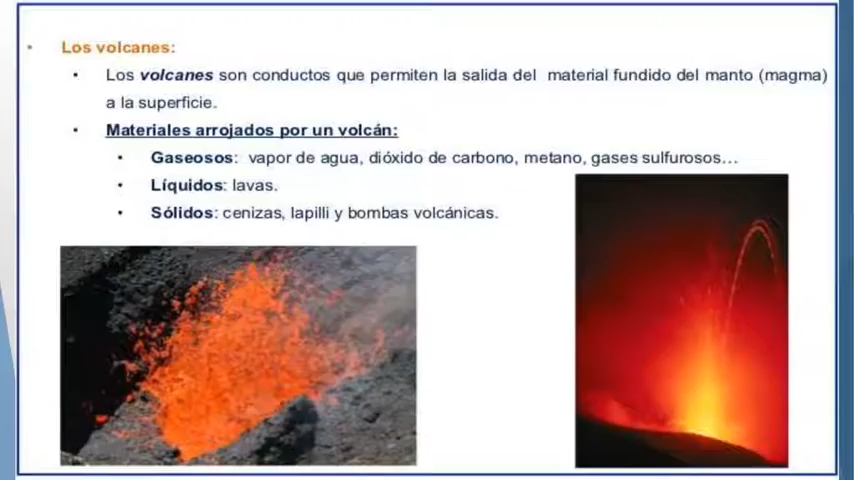 Los volcanes:
Los volcanes son conductos que permiten la salida del material fundido del manto (magma)
a la superficie.
Materiales arrojados por un volcán:
Gaseosos: vapor de agua, dióxido de carbono, metano, gases sulfurosos…
Líquidos: lavas.
Sólidos: cenizas, lapilli y bombas volcánicas.